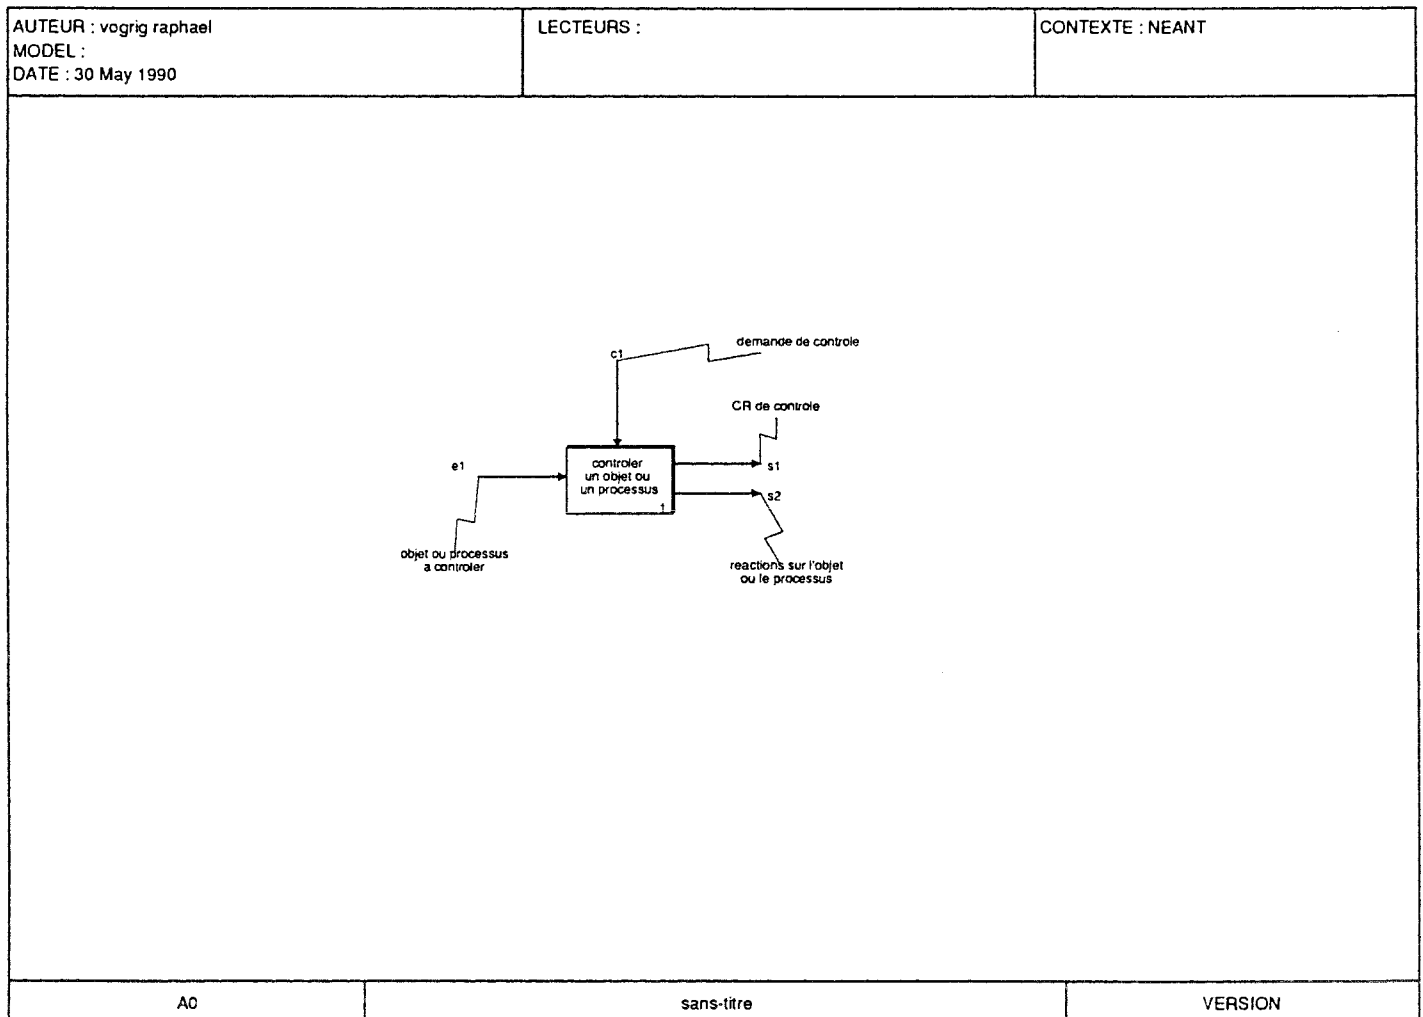 AUTEUR : vogrig raphael
MODEL :
DATE : 30 May 1990
LECTEURS :
CONTEXTE : NEANT
c1
demande de controle
CR de controle
e1
controler
un objet ou
un processus
1
s1
s2
objet ou processus
a controler
reactions sur l'objet
ou le processus
A0
sans-titre
VERSION